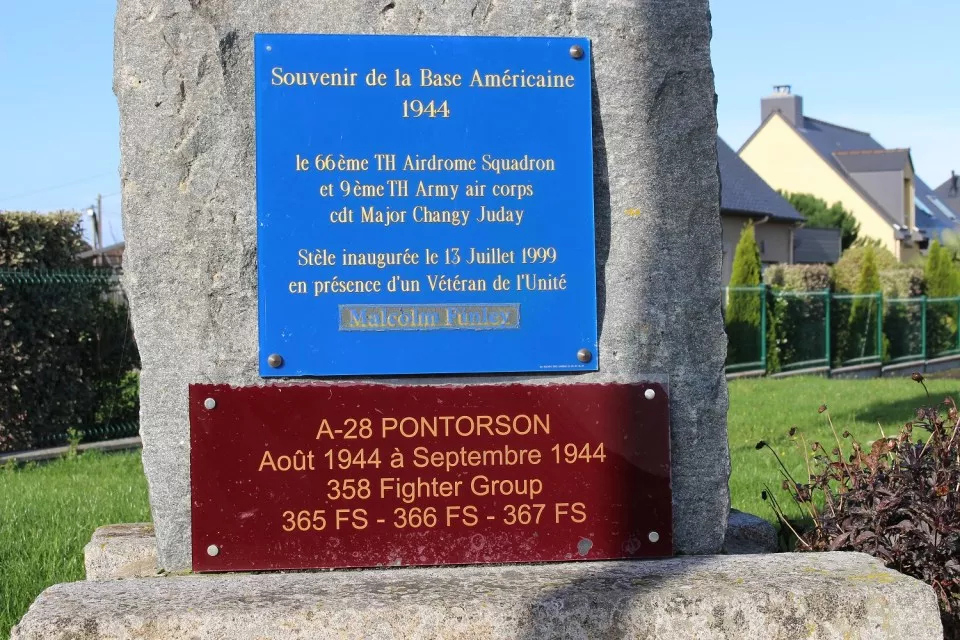 Souvenir de la Base Américaine
1944
le 66ème TH Airdrome Squadron
et 9ème TH Army air corps
cdt Major Changy Juday
Stèle inaugurée le 13 Juillet 1999
en présence d'un Vétéran de l'Unité
Malcolm
A-28 PONTORSON
Août 1944 à Septembre 1944
358 Fighter Group
365 FS - 366 FS - 367 FS